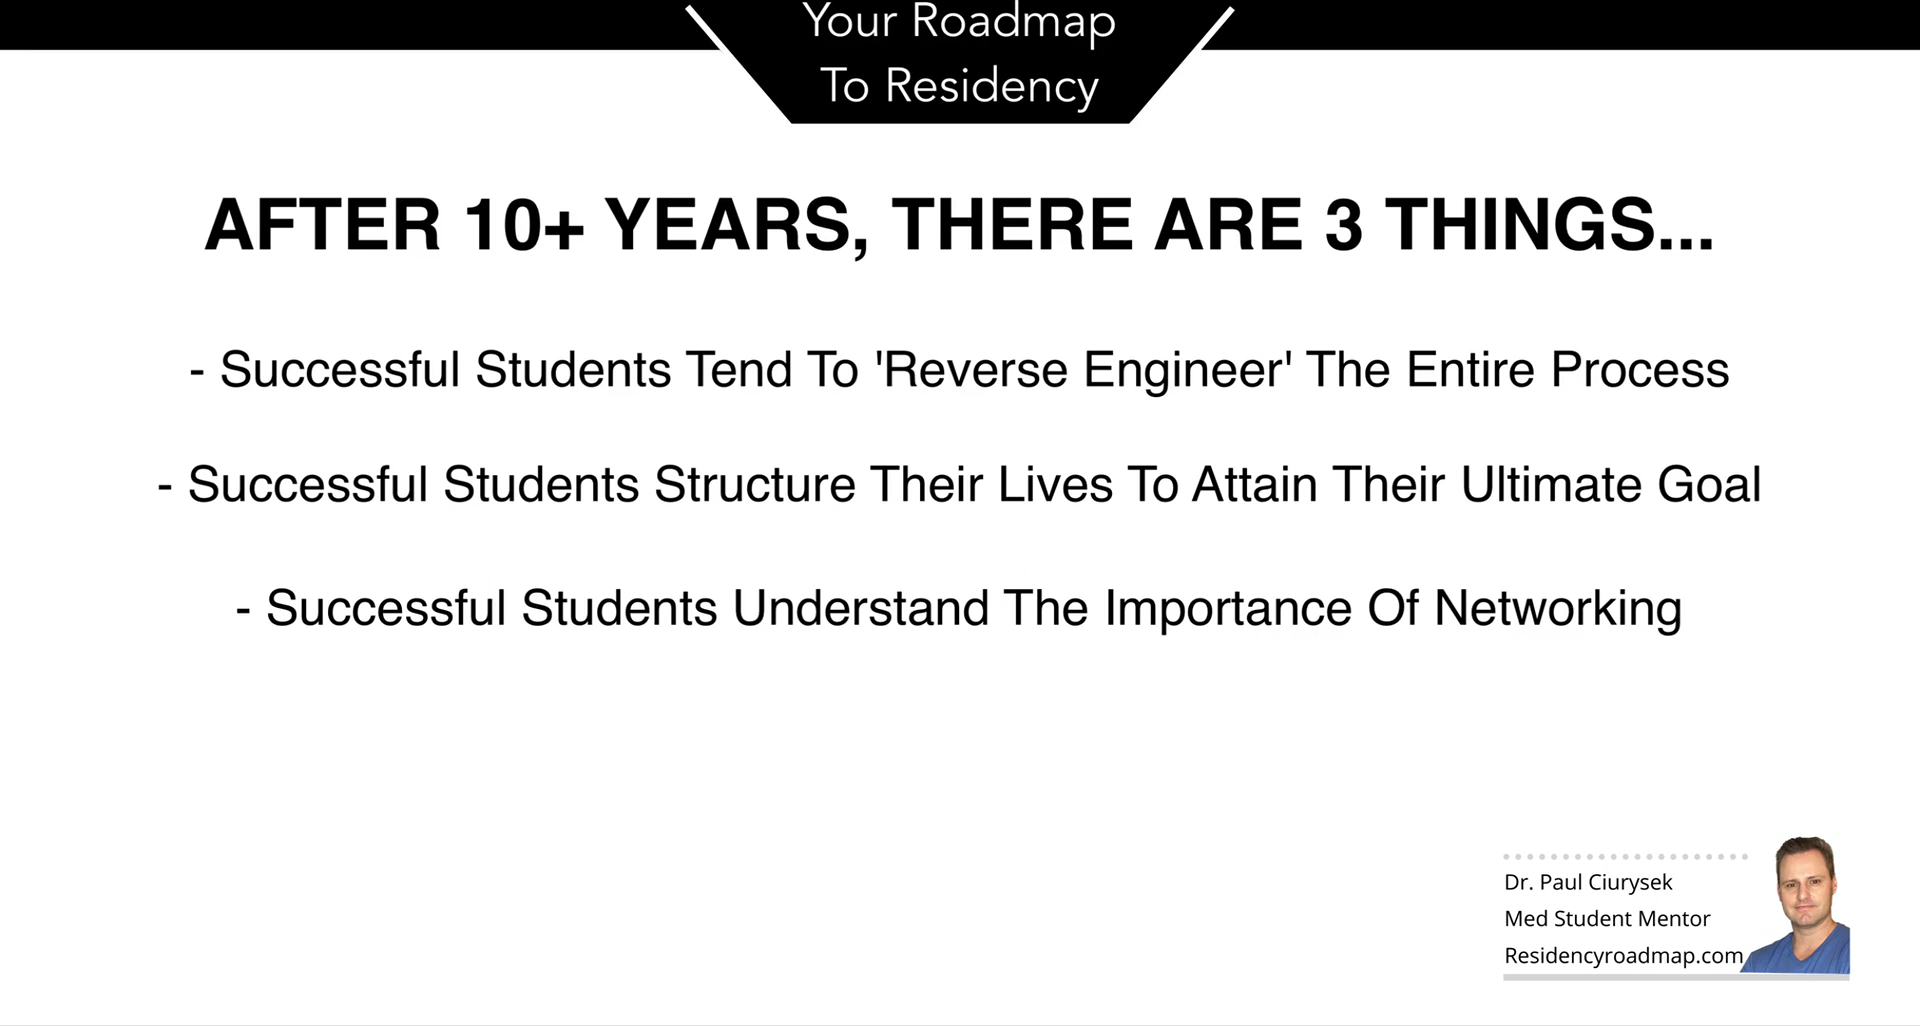 Your Roadmap
To Residency
AFTER 10+ YEARS, THERE ARE 3 THINGS...
- Successful Students Tend To 'Reverse Engineer' The Entire Process
- Successful Students Structure Their Lives To Attain Their Ultimate Goal
- Successful Students Understand The Importance Of Networking
Dr. Paul Ciurysek
Med Student Mentor
Residencyroadmap.com